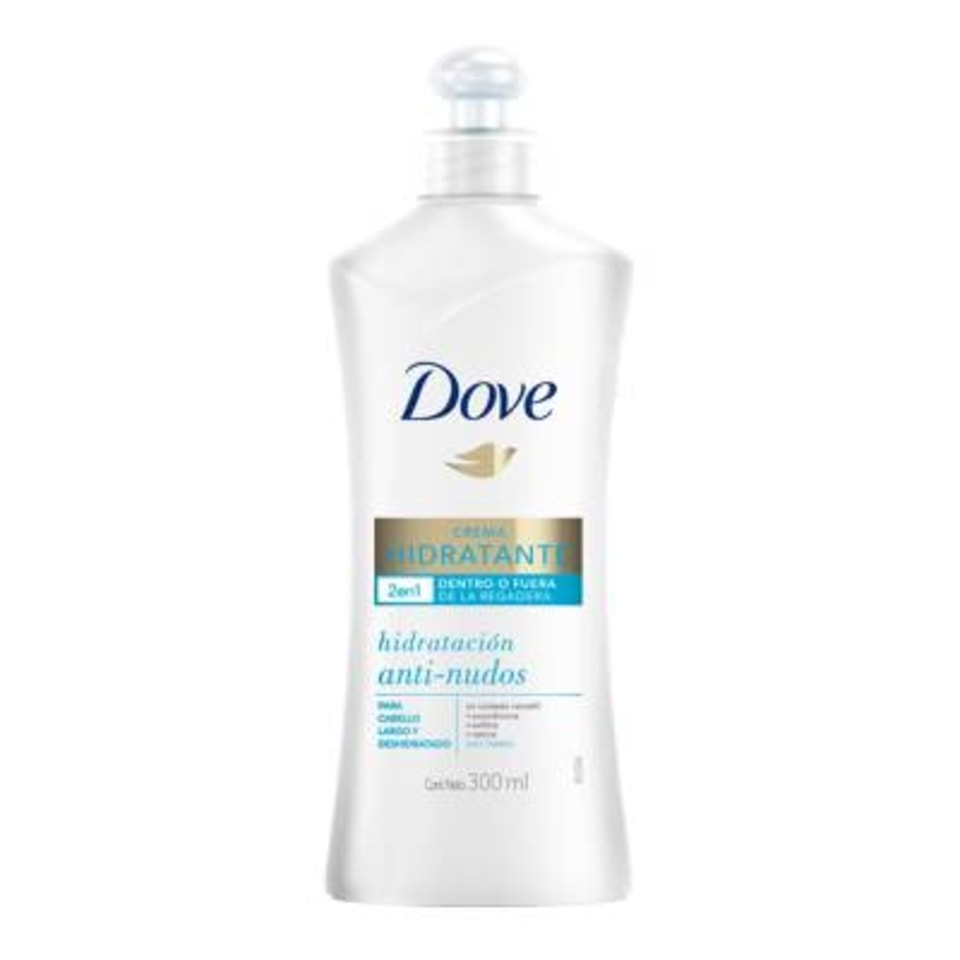 Dove
CREMA
HIDRATANTE
2en1
DENTRO O FUERA
DE LA REGADERA
hidratación
anti-nudos
PARA
CABELLO
LARGO Y
DESHIDRATADO
Cont. Neto 300 ml